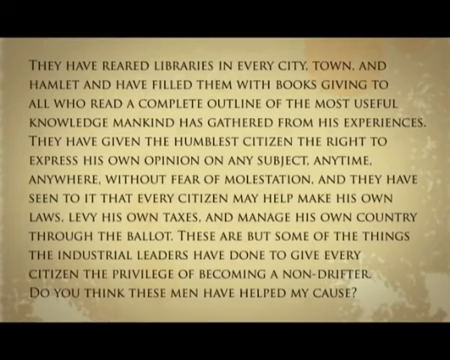 They have reared libraries in every city, town, and
hamlet and have filled them with books giving to
all who read a complete outline of the most useful
knowledge mankind has gathered from his experiences.
They have given the humblest citizen the right to
express his own opinion on any subject, anytime,
anywhere, without fear of molestation, and they have
seen to it that every citizen may help make his own
laws, levy his own taxes, and manage his own country
through the ballot. These are but some of the things
the industrial leaders have done to give every
citizen the privilege of becoming a non-drifter.
Do you think these men have helped my cause?